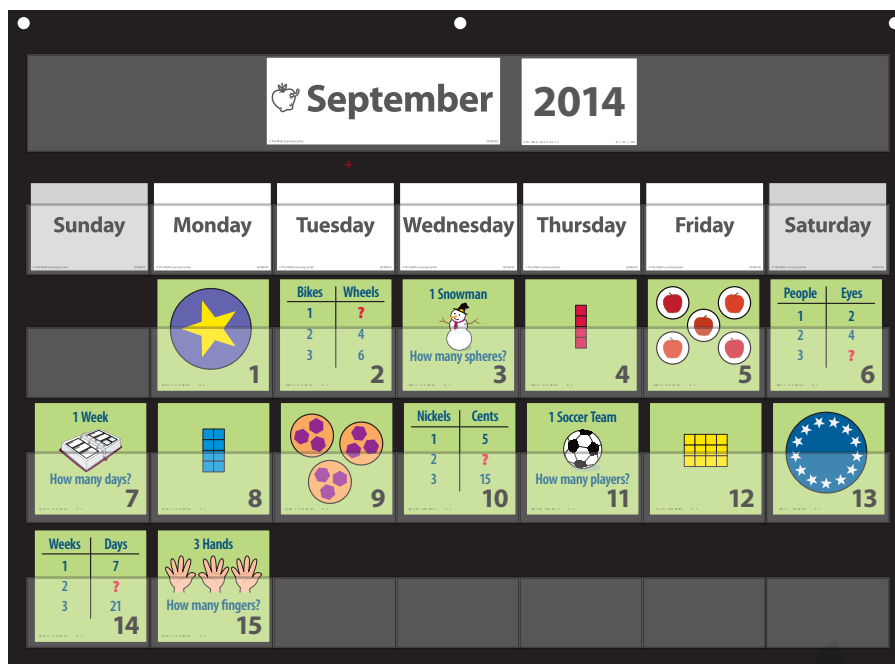 September 2014
Sunday Monday Tuesday Wednesday Thursday Friday Saturday
Bikes Wheels
1 ?
2 4
3 6
1 Snowman
How many spheres?
People Eyes
1 2
2 4
3 ?
1 2 3 4 5 6
1 Week
How many days?
Nickels Cents
1 5
2 ?
3 15
1 Soccer Team
How many players?
7 8 9 10 11 12 13
Weeks Days
1 7
2 ?
3 21
3 Hands
How many fingers?
14 15